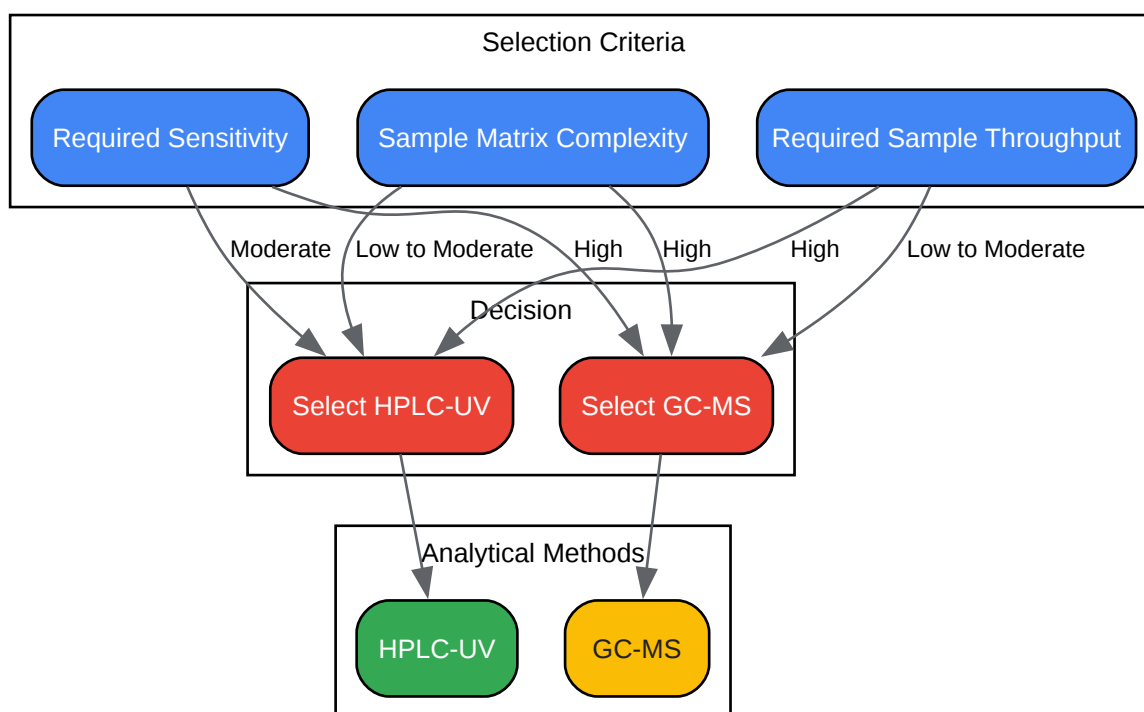 Selection Criteria
Required Sensitivity
Sample Matrix Complexity
Required Sample Throughput
Moderate
Low to Moderate
High
High
High
Low to Moderate
Decision
Select HPLC-UV
Select GC-MS
Analytical Methods
HPLC-UV
GC-MS